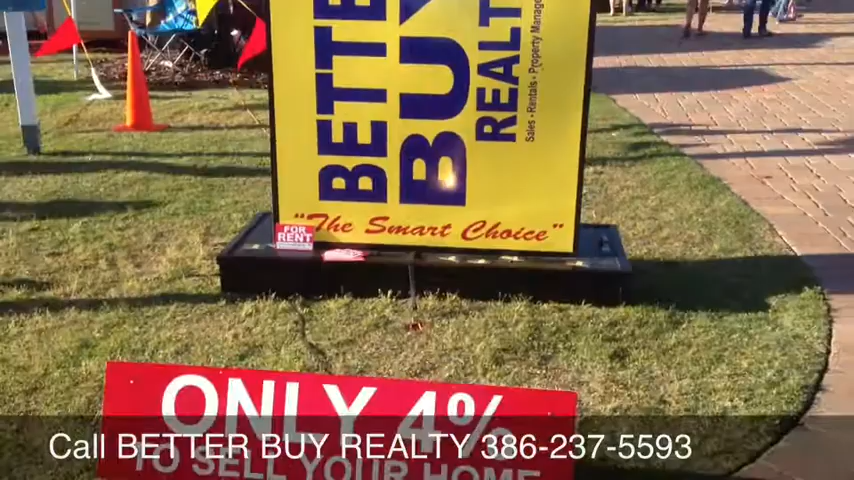 BETTER
BUY
REALTY
Sales • Rentals • Property Manage
"The Smart Choice"
FOR
RENT
ONLY 4%
TO SELL YOUR HOME
Call BETTER BUY REALTY 386-237-5593